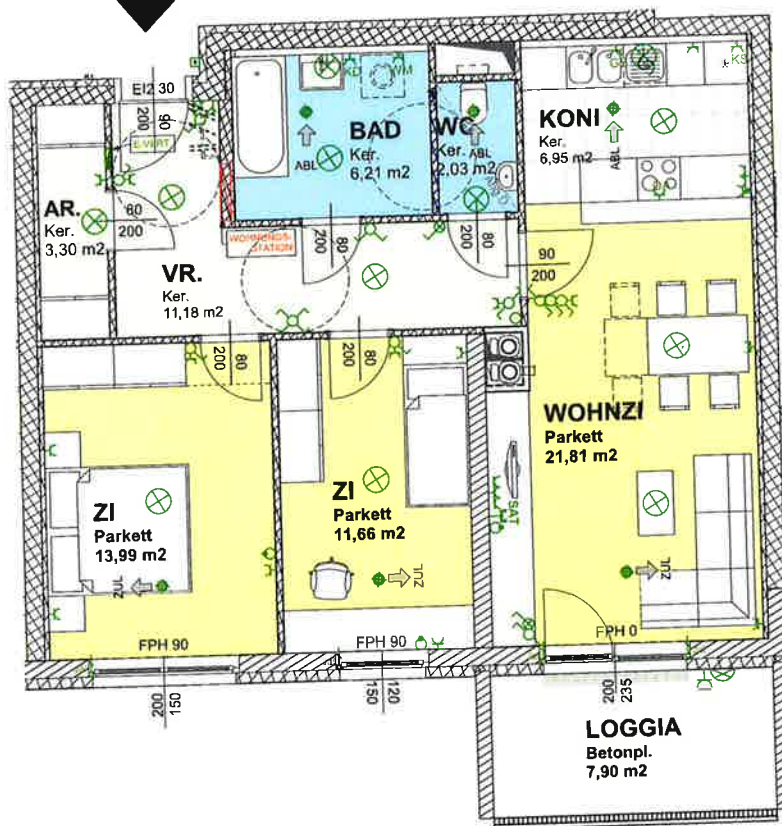 EI2 30
200
90
E-VERT.
BAD
Ker.
6,21 m2
ABL
KD
WM
WC
Ker.
2,03 m2
ABL
KONI
Ker.
6,95 m2
ABL
KS
AR.
Ker.
3,30 m2
60
200
WOHNUNGS-
STATION
VR.
Ker.
11,18 m2
200
80
200
80
90
200
200
80
200
80
WOHNZI
Parkett
21,81 m2
SAT
ZUL
ZI
Parkett
13,99 m2
ZUL
ZI
Parkett
11,66 m2
ZUL
FPH 90
FPH 90
FPH 0
200
150
150
120
200
235
LOGGIA
Betonpl.
7,90 m2